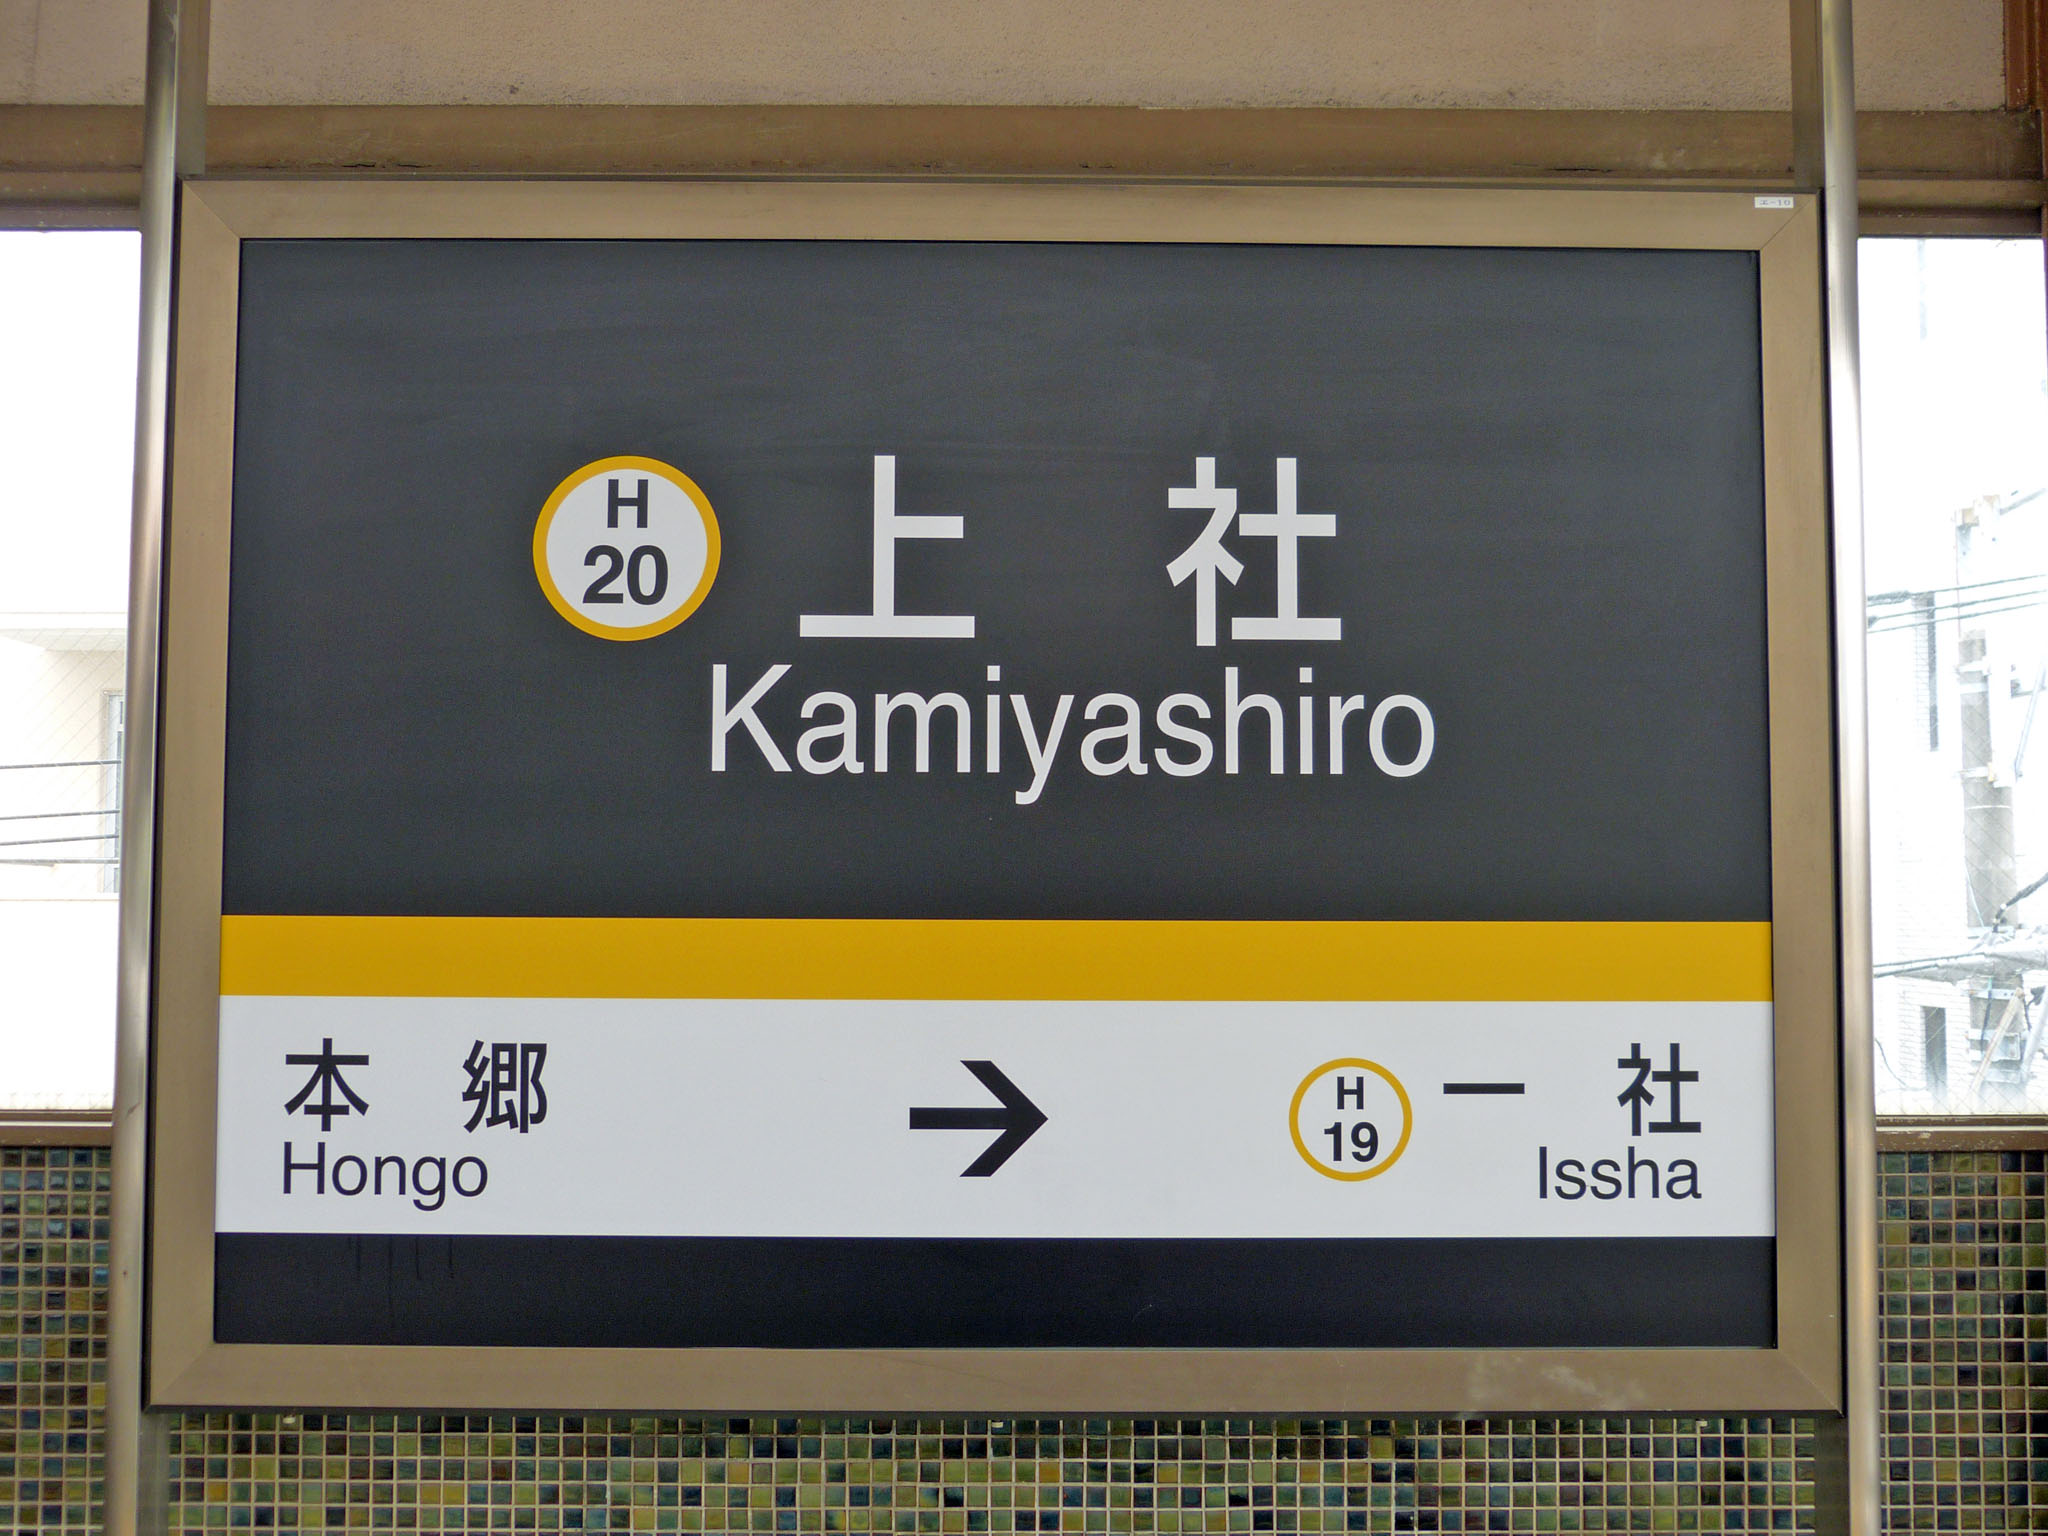 H
20
上 社
Kamiyashiro
本 郷
Hongo
→
H
19
一 社
Issha